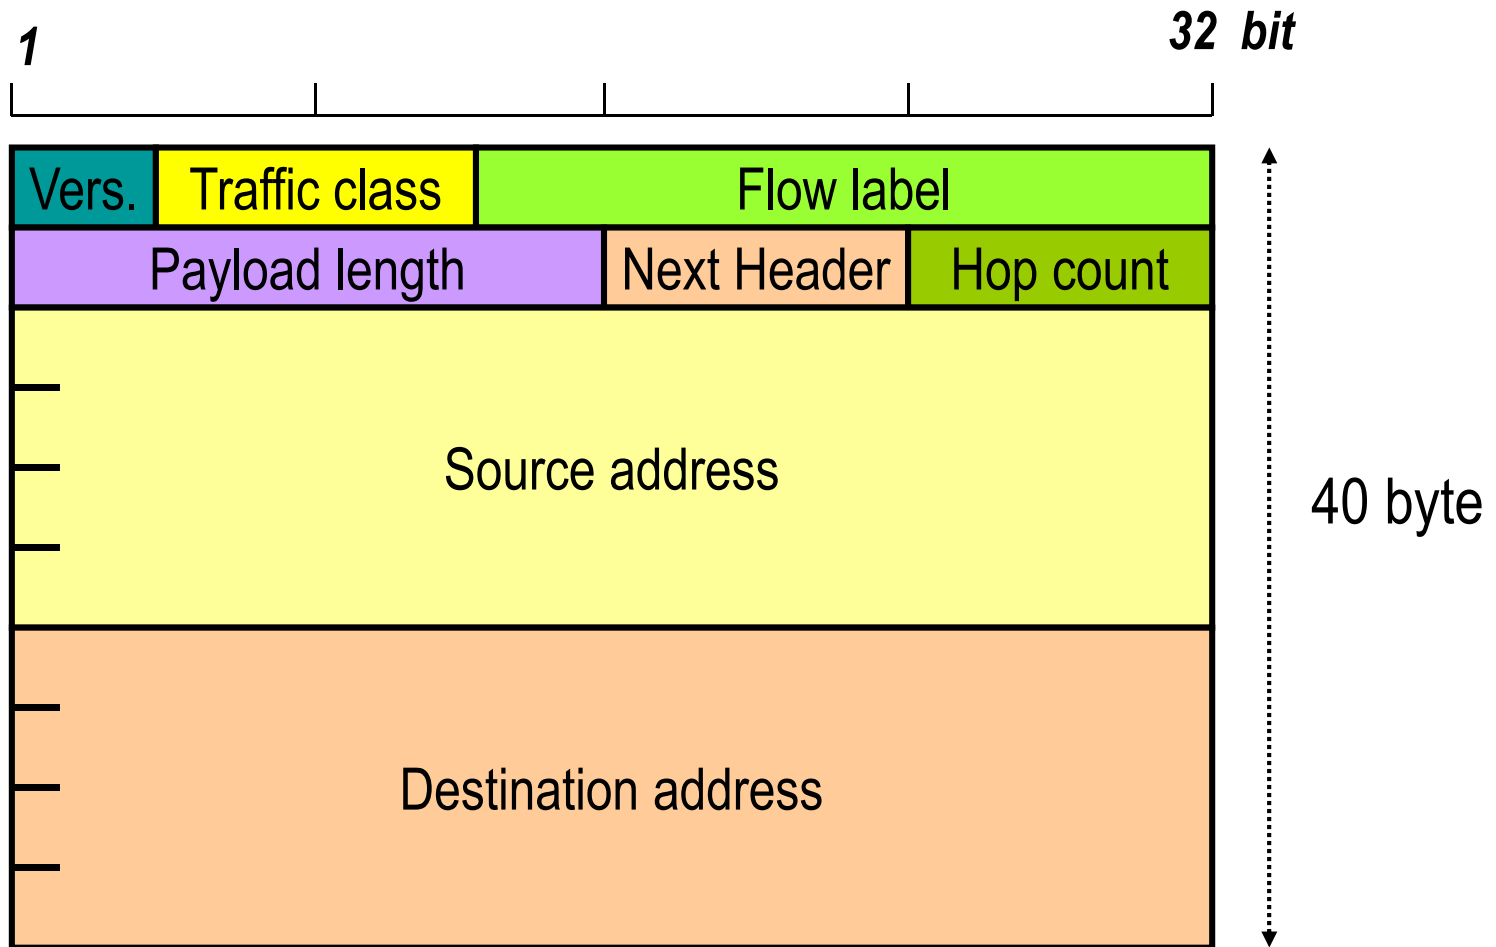 1 32 bit
Vers. Traffic class Flow label
Payload length Next Header Hop count
Source address
40 byte
Destination address